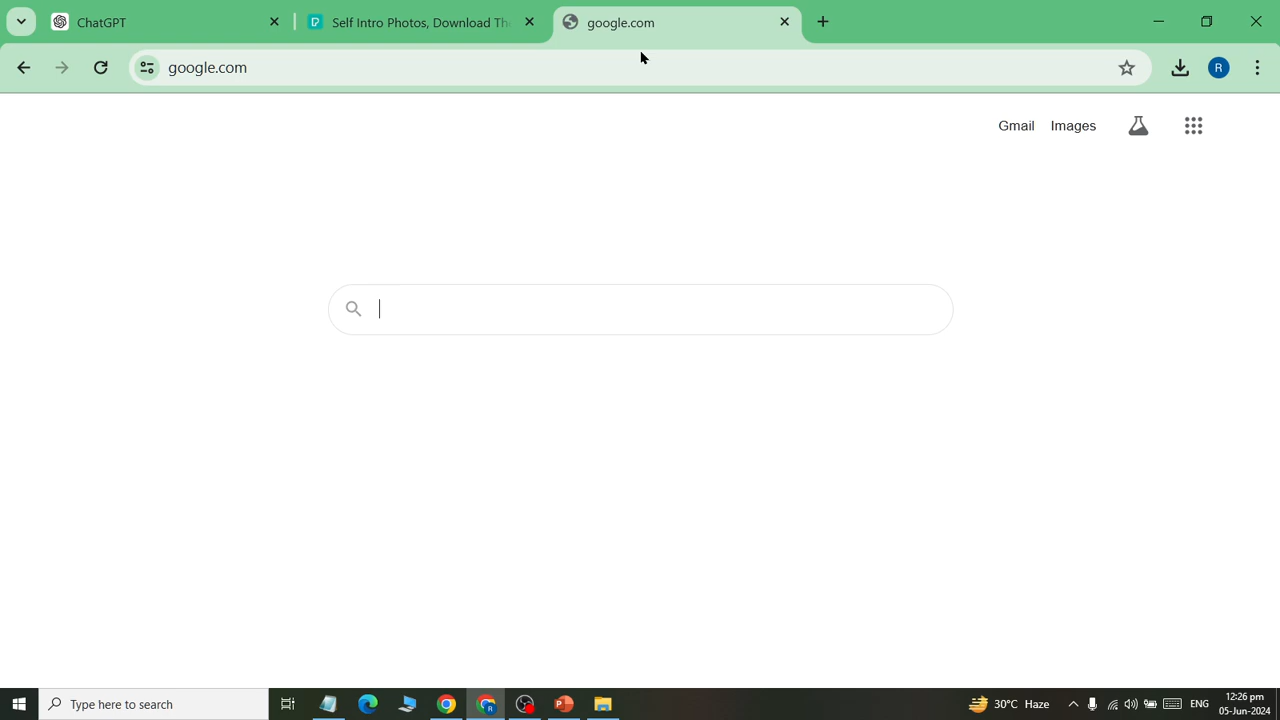 ChatGPT
Self Intro Photos, Download The
google.com
google.com
R
Gmail Images
Type here to search
R
30°C Haze
ENG
12:26 pm
05-Jun-2024